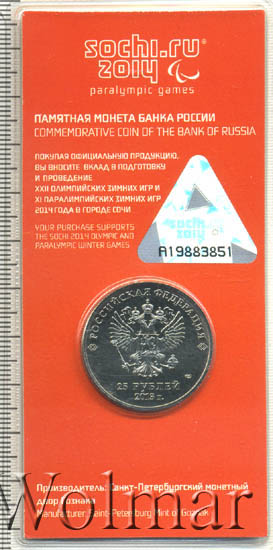 sochi.ru
2014
paralympic games
ПАМЯТНАЯ МОНЕТА БАНКА РОССИИ
COMMEMORATIVE COIN OF THE BANK OF RUSSIA
ПОКУПАЯ ОФИЦИАЛЬНУЮ ПРОДУКЦИЮ,
ВЫ ВНОСИТЕ ВКЛАД В ПОДГОТОВКУ
И ПРОВЕДЕНИЕ
XXII ОЛИМПИЙСКИХ ЗИМНИХ ИГР И
XI ПАРАЛИМПИЙСКИХ ЗИМНИХ ИГР
2014 ГОДА В ГОРОДЕ СОЧИ
YOUR PURCHASE SUPPORTS
THE SOCHI 2014 OLYMPIC AND
PARALYMPIC WINTER GAMES
sochi
2014
A19883851
РОССИЙСКАЯ ФЕДЕРАЦИЯ
25 РУБЛЕЙ
2013 г.
Производитель: Санкт-Петербургский монетный
двор Гознака
Manufacturer: Saint-Petersburg Mint of Goznak
Wolmar